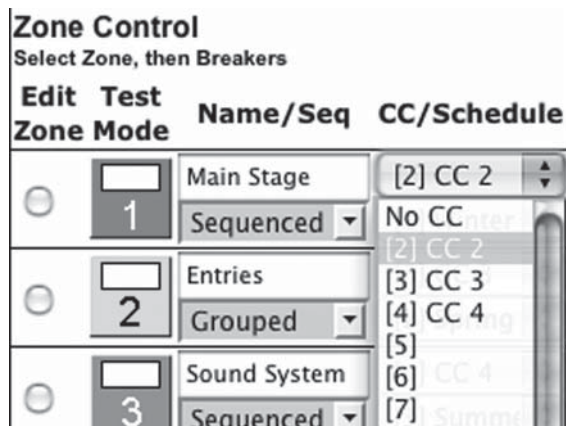 Zone Control
Select Zone, then Breakers
Edit Zone
Test Mode
Name/Seq
CC/Schedule
1
Main Stage
Sequenced
[2] CC 2
No CC
[2] CC 2
[3] CC 3
[4] CC 4
[5]
[6]
[7]
2
Entries
Grouped
3
Sound System
Sequenced
CC 4